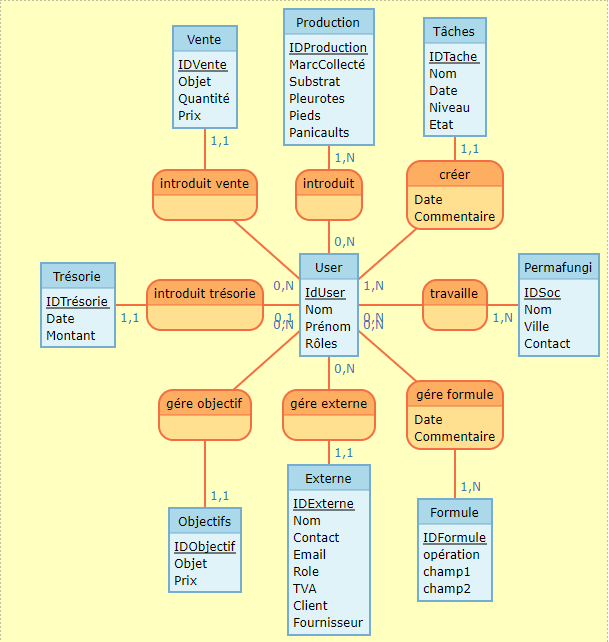 Vente
IDVente
Objet
Quantité
Prix
1,1
Production
IDProduction
MarcCollecté
Substrat
Pleurotes
Pieds
Panicaults
1,N
Tâches
IDTache
Nom
Date
Niveau
Etat
1,1
introduit vente
introduit
créer
Date
Commentaire
0,N
0,N
1,N
Trésorie
IDTrésorie
Date
Montant
1,1
introduit trésorie
0,1
0,N
User
IdUser
Nom
Prénom
Rôles
0,N
0,N
travaille
1,N
Permafungi
IDSoc
Nom
Ville
Contact
0,N
gére objectif
gére externe
gére formule
Date
Commentaire
1,1
1,1
1,N
Objectifs
IDObjectif
Objet
Prix
Externe
IDExterne
Nom
Contact
Email
Role
TVA
Client
Fournisseur
Formule
IDFormule
opération
champ1
champ2